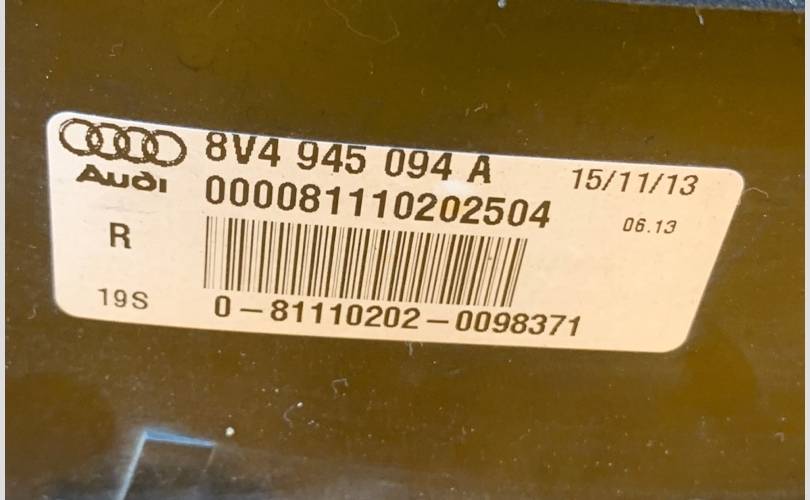 8V4 945 094 A
15/11/13
Audi
000081110202504
06.13
R
19S
0-81110202-0098371